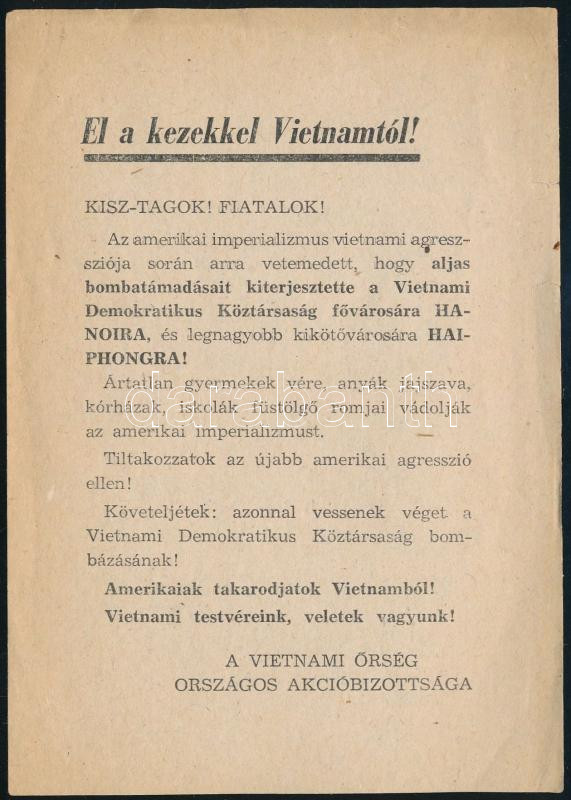 El a kezekkel Vietnamtól!
KISZ-TAGOK! FIATALOK!
Az amerikai imperializmus vietnami agresz-
sziója során arra vetemedett, hogy aljas
bombatámadásait kiterjesztette a Vietnami
Demokratikus Köztársaság fővárosára HA-
NOIRA, és legnagyobb kikötővárosára HAI-
PHONGRA!
Ártatlan gyermekek vére, anyák jajszava,
kórházak, iskolák füstölgő romjai vádolják
az amerikai imperializmust.
darabanth
Tiltakozzatok az újabb amerikai agresszió
ellen!
Követeljétek: azonnal vessenek véget a
Vietnami Demokratikus Köztársaság bom-
bázásának!
Amerikaiak takarodjatok Vietnamból!
Vietnami testvéreink, veletek vagyunk!
A VIETNAMI ŐRSÉG
ORSZÁGOS AKCIÓBIZOTTSÁGA